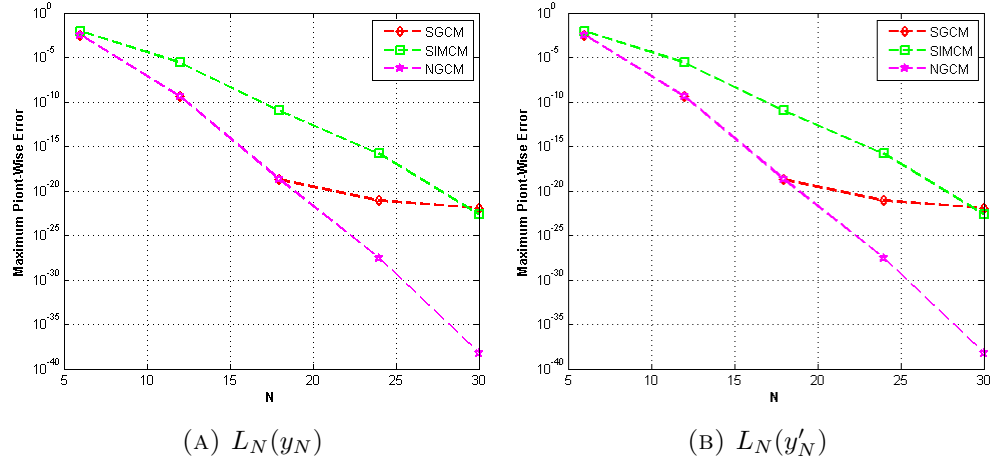 10^0
10^-5
10^-10
10^-15
10^-20
10^-25
10^-30
10^-35
10^-40
Maximum Piont-Wise Error
SGCM
SIMCM
NGCM
5 10 15 20 25 30
N
(A) L_N(y_N)
10^0
10^-5
10^-10
10^-15
10^-20
10^-25
10^-30
10^-35
10^-40
Maximum Piont-Wise Error
SGCM
SIMCM
NGCM
5 10 15 20 25 30
N
(B) L_N(y'_N)